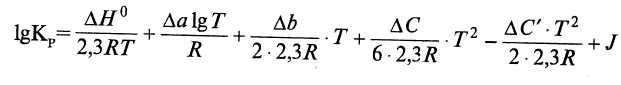 lgK_P = ΔH^0 / 2,3RT + Δa lg T / R + Δb / 2 · 2,3R · T + ΔC / 6 · 2,3R · T^2 − ΔC′ · T^2 / 2 · 2,3R + J